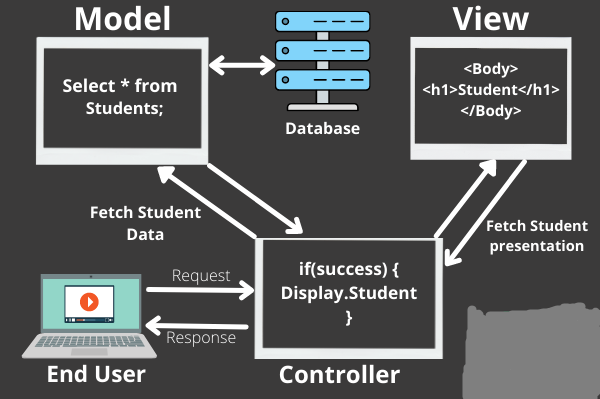 Model
View
Select * from
Students;
<Body>
<h1>Student</h1>
</Body>
Database
Fetch Student
Data
Fetch Student
presentation
Request
Response
if(success) {
Display.Student
}
End User
Controller